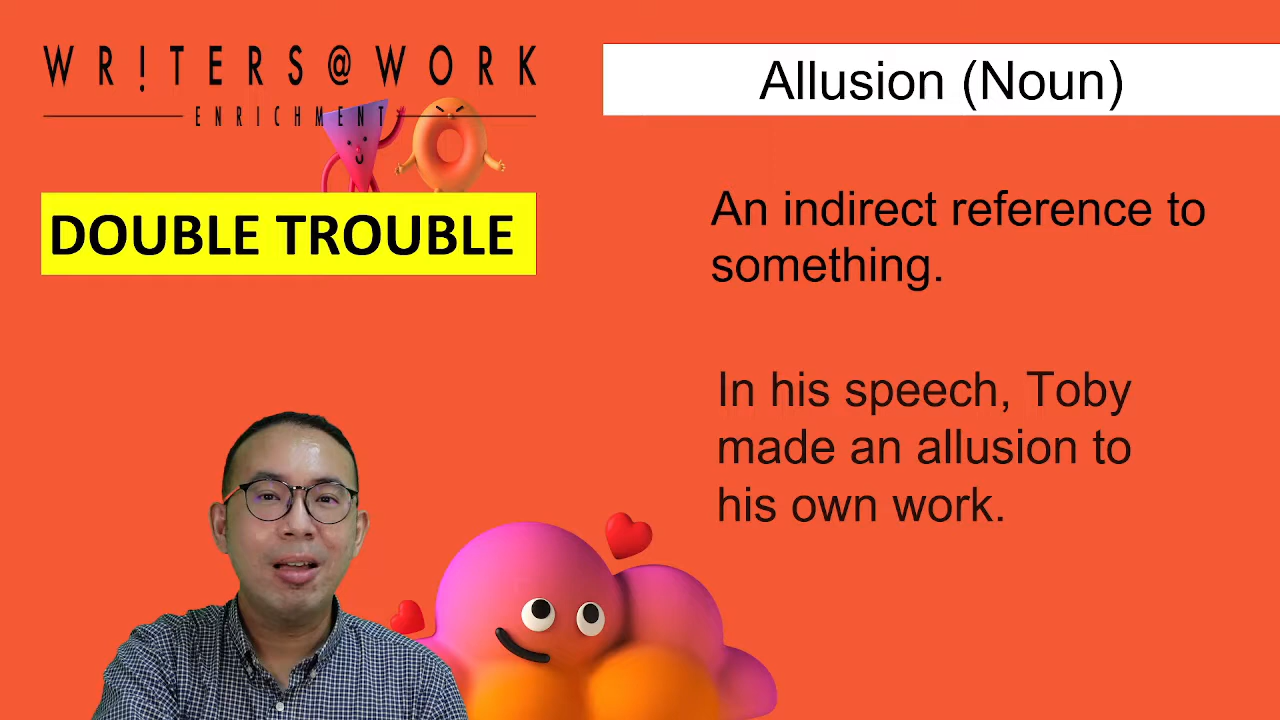 WR!TERS@WORK
ENRICHMENT
DOUBLE TROUBLE
Allusion (Noun)
An indirect reference to
something.
In his speech, Toby
made an allusion to
his own work.